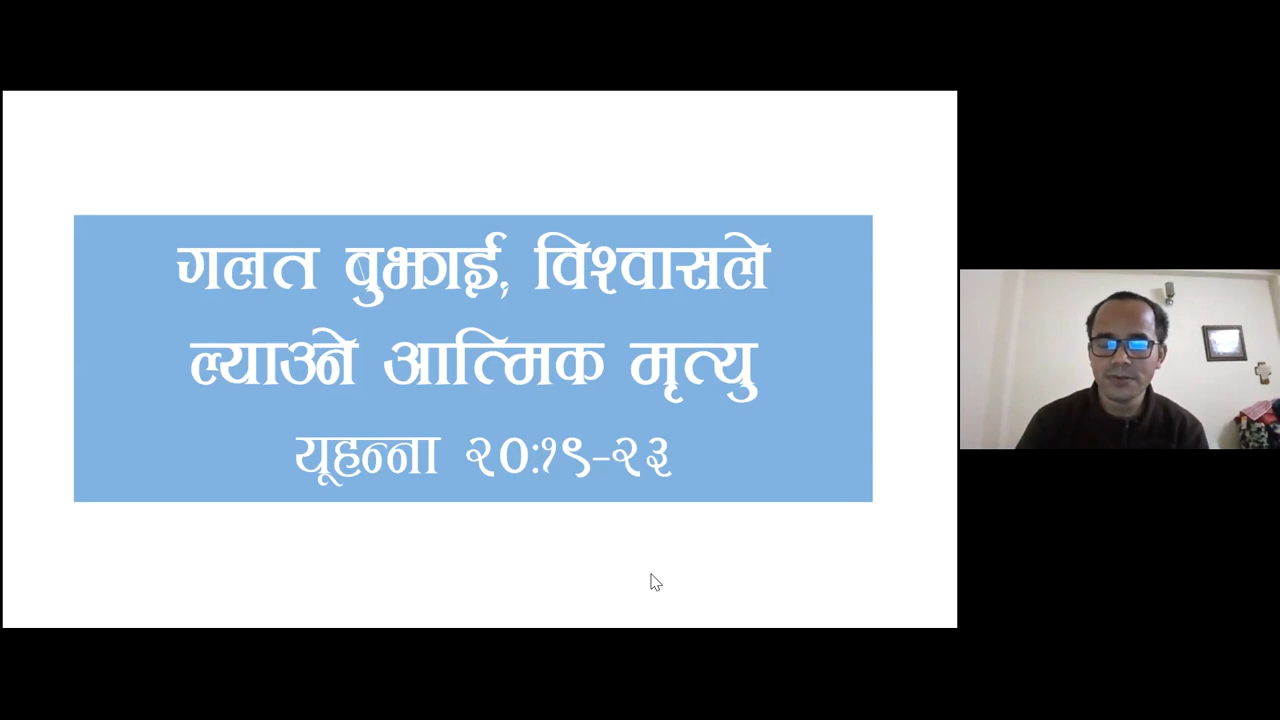 गलत वुझाई, विश्वासले
ल्याउने आत्मिक मृत्यु
यूहन्ना २०:१९-२३